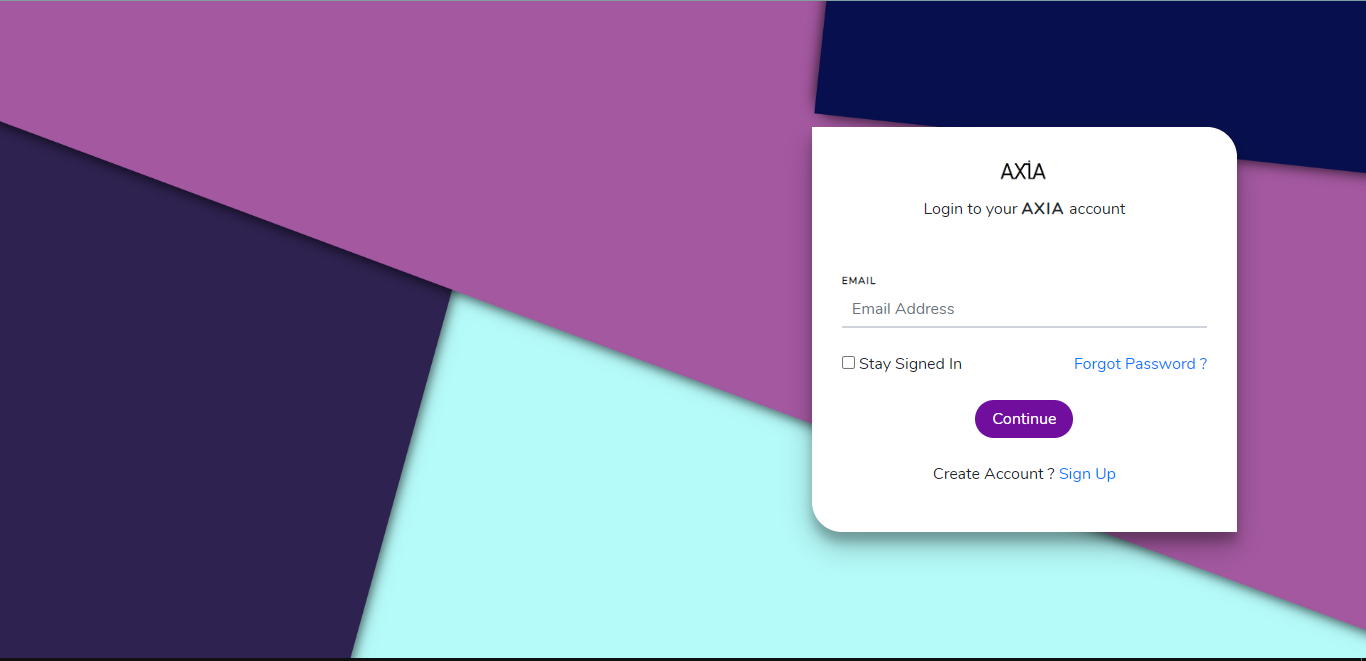 AXIA
Login to your AXIA account
EMAIL
Email Address
Stay Signed In Forgot Password ?
Continue
Create Account ? Sign Up